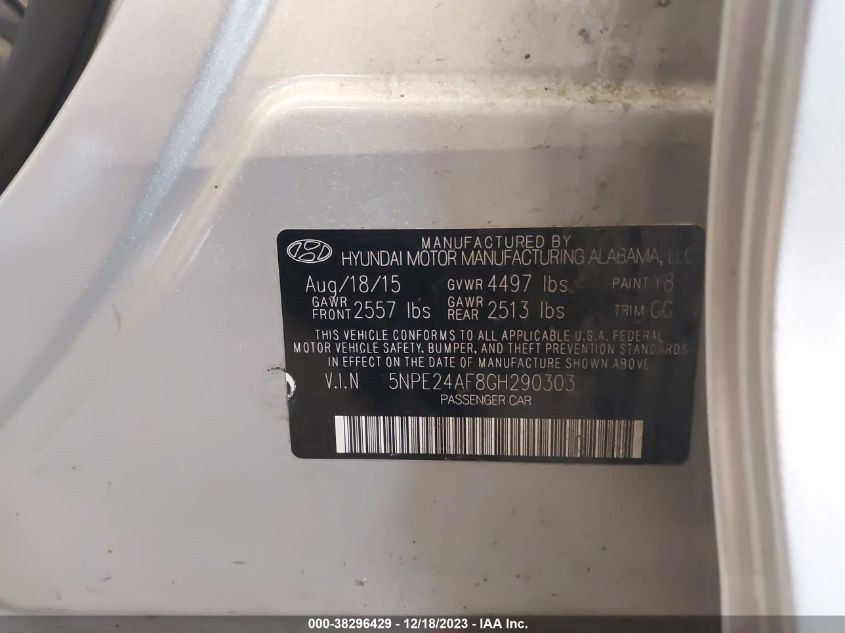 MANUFACTURED BY
HYUNDAI MOTOR MANUFACTURING ALABAMA, LLC
Aug/18/15 GVWR 4497 lbs PAINT Y8
GAWR FRONT 2557 lbs GAWR REAR 2513 lbs TRIM GG
THIS VEHICLE CONFORMS TO ALL APPLICABLE U.S.A. FEDERAL
MOTOR VEHICLE SAFETY, BUMPER, AND THEFT PREVENTION STANDARDS
IN EFFECT ON THE DATE OF MANUFACTURE SHOWN ABOVE
V.I.N 5NPE24AF8GH290303
PASSENGER CAR
000-38296429 - 12/18/2023 - IAA Inc.